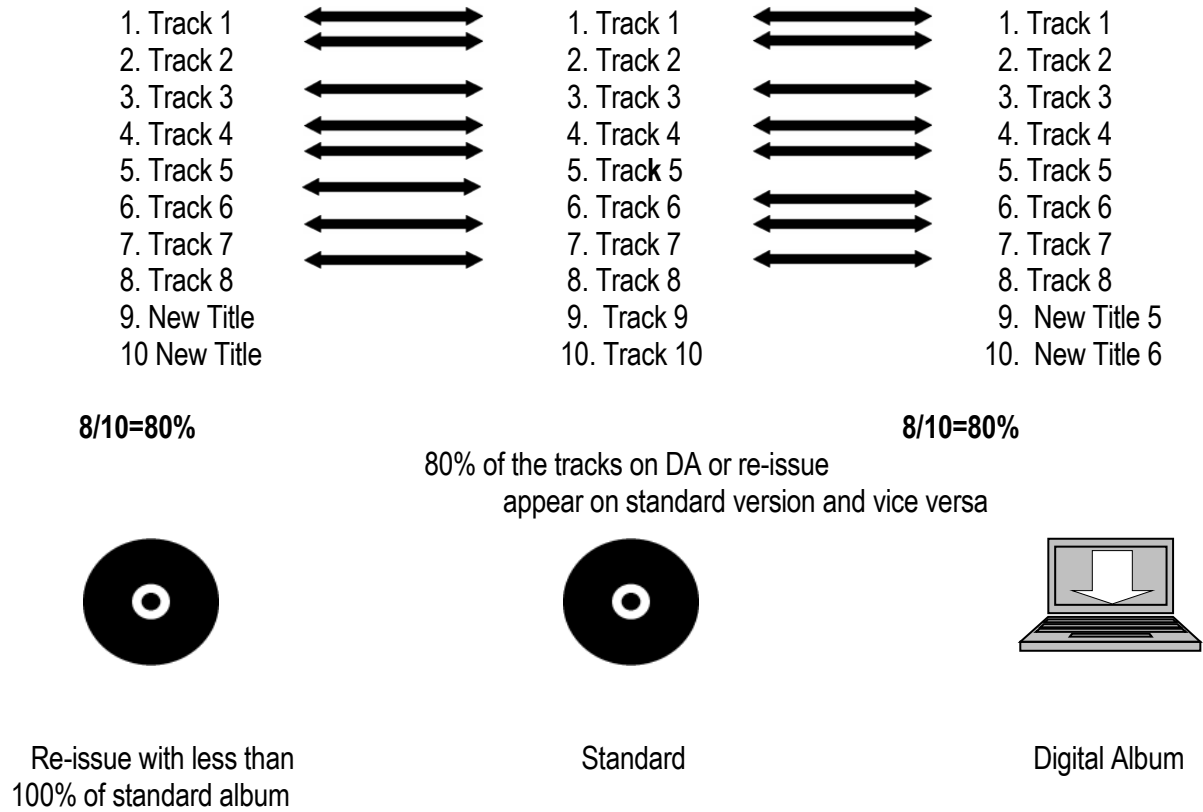 1. Track 1
2. Track 2
3. Track 3
4. Track 4
5. Track 5
6. Track 6
7. Track 7
8. Track 8
9. New Title
10 New Title
1. Track 1
2. Track 2
3. Track 3
4. Track 4
5. Track 5
6. Track 6
7. Track 7
8. Track 8
9. Track 9
10. Track 10
1. Track 1
2. Track 2
3. Track 3
4. Track 4
5. Track 5
6. Track 6
7. Track 7
8. Track 8
9. New Title 5
10. New Title 6
8/10=80%
8/10=80%
80% of the tracks on DA or re-issue
appear on standard version and vice versa
Re-issue with less than
100% of standard album
Standard
Digital Album